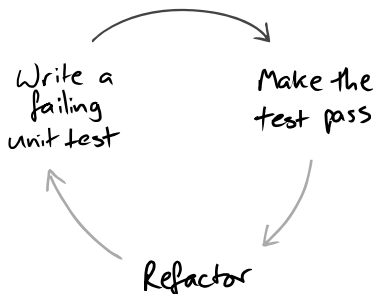 Write a
failing
unit test
Make the
test pass
Refactor